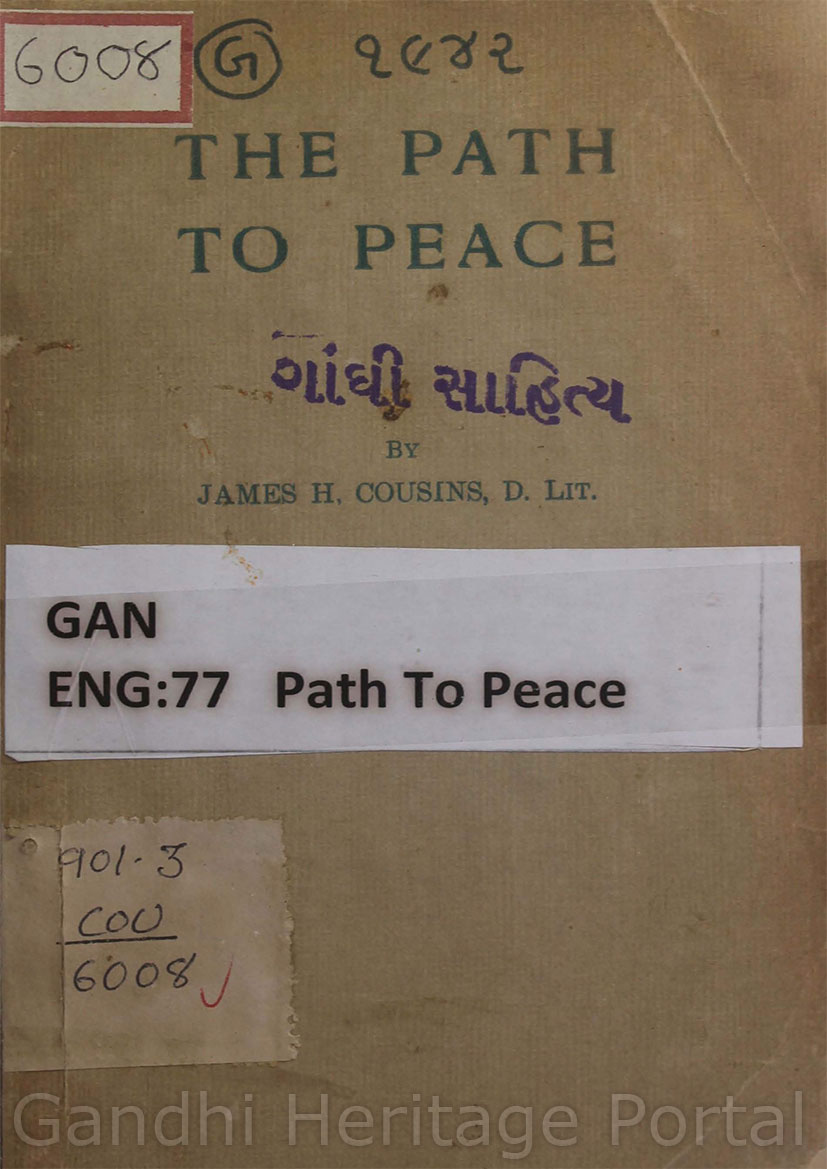 6008 ૧૯૪૨
THE PATH
TO PEACE
ગાંધી સાહિત્ય
BY
JAMES H. COUSINS, D. LIT.
GAN
ENG:77 Path To Peace
901.3
COU
6008
Gandhi Heritage Portal